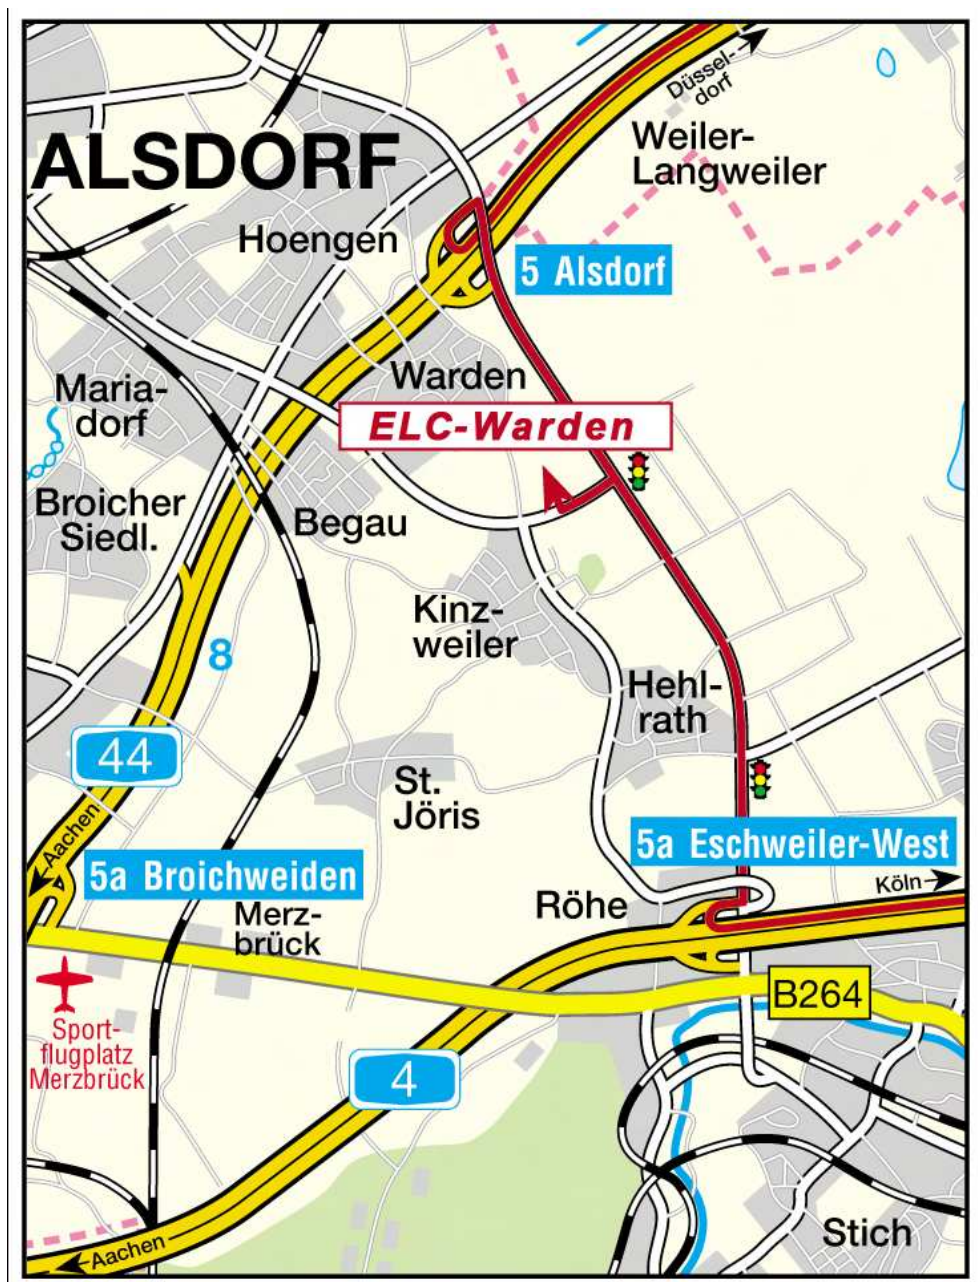 Düssel-
dorf
Weiler-
Langweiler
ALSDORF
Hoengen
5 Alsdorf
Warden
Maria-
dorf
ELC-Warden
Broicher
Siedl.
Begau
Kinz-
weiler
8
Hehl-
rath
44
St.
Jöris
Aachen
5a Eschweiler-West
5a Broichweiden
Köln
Röhe
Merz-
brück
B264
Sport-
flugplatz
Merzbrück
4
Stich
Aachen